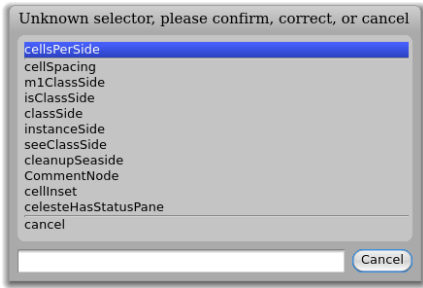 Unknown selector, please confirm, correct, or cancel
cellsPerSide
cellSpacing
m1ClassSide
isClassSide
classSide
instanceSide
seeClassSide
cleanupSeaside
CommentNode
cellInset
celesteHasStatusPane
cancel
Cancel